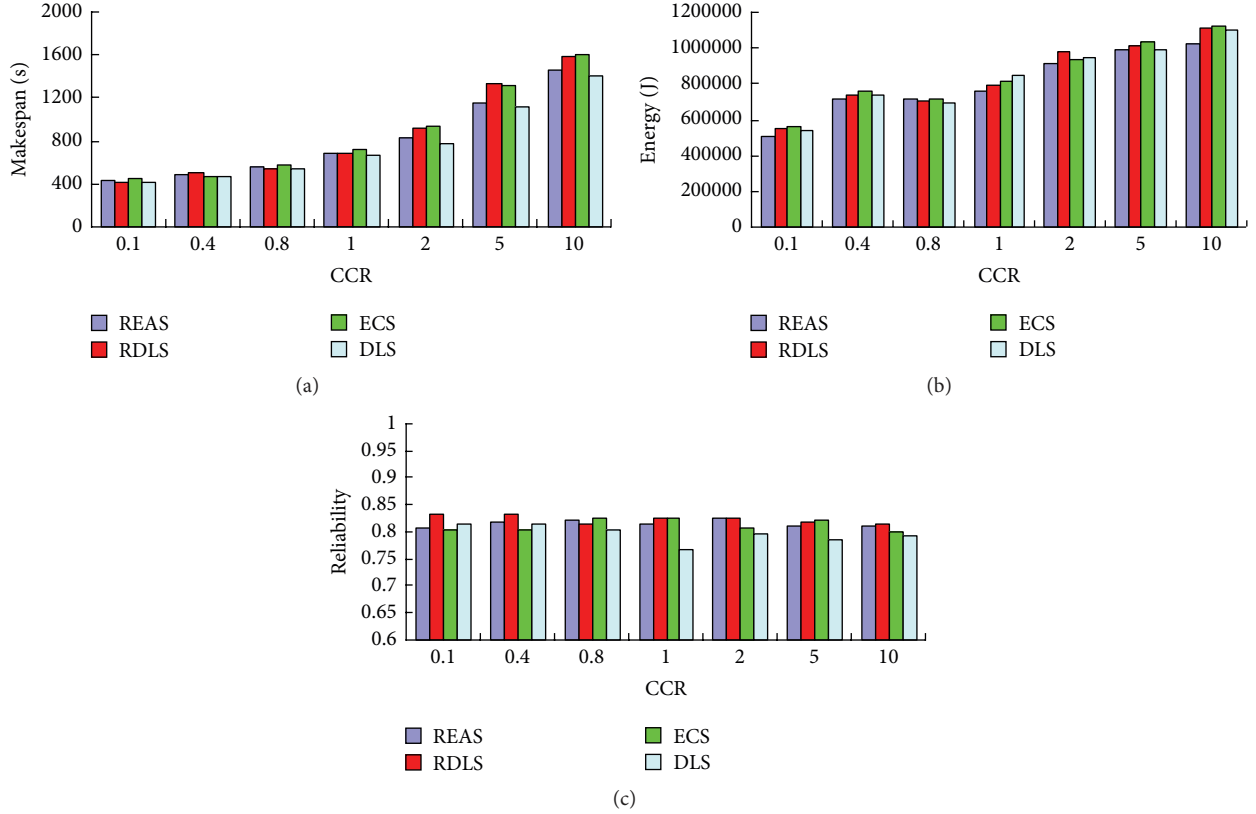 2000
1600
1200
800
400
0
Makespan (s)
0.1 0.4 0.8 1 2 5 10
CCR
REAS ECS
RDLS DLS
(a)
1200000
1000000
800000
600000
400000
200000
0
Energy (J)
0.1 0.4 0.8 1 2 5 10
CCR
REAS ECS
RDLS DLS
(b)
1
0.95
0.9
0.85
0.8
0.75
0.7
0.65
0.6
Reliability
0.1 0.4 0.8 1 2 5 10
CCR
REAS ECS
RDLS DLS
(c)